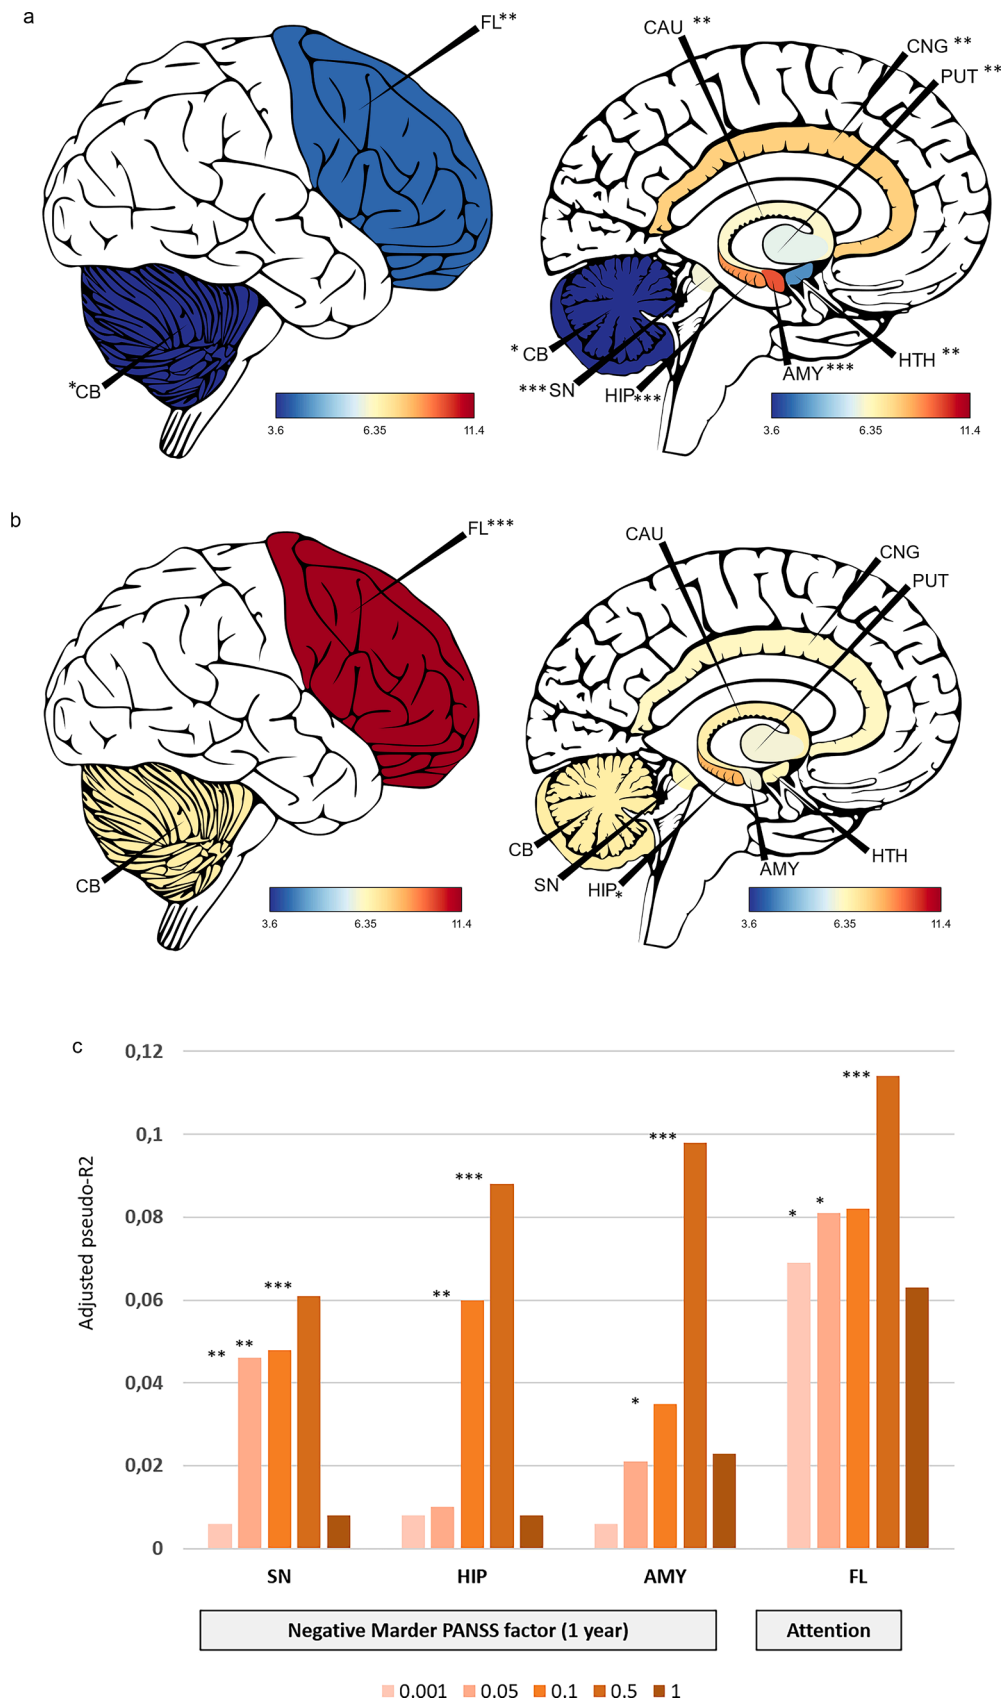 a
FL**
CAU **
CNG **
PUT **
*CB
* CB
***SN
HIP***
AMY***
HTH **
3.6 6.35 11.4
3.6 6.35 11.4
b
FL***
CAU
CNG
PUT
CB
CB
SN
HIP*
AMY
HTH
3.6 6.35 11.4
3.6 6.35 11.4
c
Adjusted pseudo-R2
0,12
0,1
0,08
0,06
0,04
0,02
0
** ** ***
** ***
* ***
* * ***
SN HIP AMY FL
Negative Marder PANSS factor (1 year) Attention
0.001 0.05 0.1 0.5 1